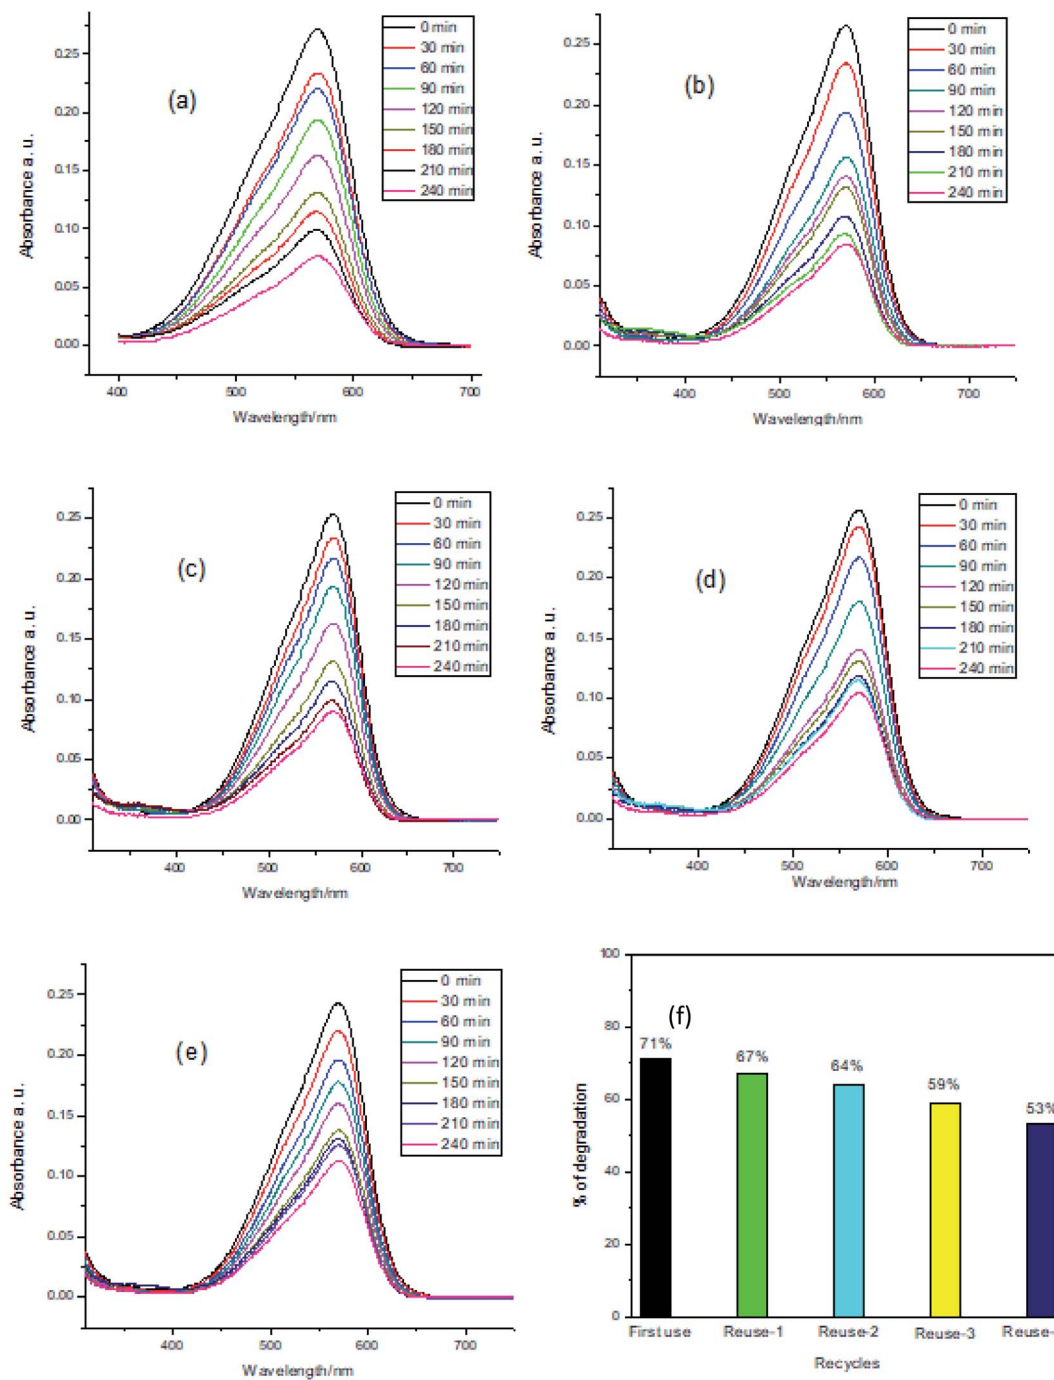 0 min
30 min
60 min
90 min
120 min
150 min
180 min
210 min
240 min
(a)
0.25
0.20
0.15
0.10
0.05
0.00
Absorbance a. u.
400
500
600
700
Wavelength/nm
0 min
30 min
60 min
90 min
120 min
150 min
180 min
210 min
240 min
(b)
0.25
0.20
0.15
0.10
0.05
0.00
Absorbance a. u.
400
500
600
700
Wavelength/nm
0 min
30 min
60 min
90 min
120 min
150 min
180 min
210 min
240 min
(c)
0.25
0.20
0.15
0.10
0.05
0.00
Absorbance a. u.
400
500
600
700
Wavelength/nm
0 min
30 min
60 min
90 min
120 min
150 min
180 min
210 min
240 min
(d)
0.25
0.20
0.15
0.10
0.05
0.00
Absorbance a. u.
400
500
600
700
Wavelength/nm
0 min
30 min
60 min
90 min
120 min
150 min
180 min
210 min
240 min
(e)
0.25
0.20
0.15
0.10
0.05
0.00
Absorbance a. u.
400
500
600
700
Wavelength/nm
(f)
100
80
60
40
20
0
% of degradation
71%
67%
64%
59%
53%
First use
Reuse-1
Reuse-2
Reuse-3
Reuse-
Recycles